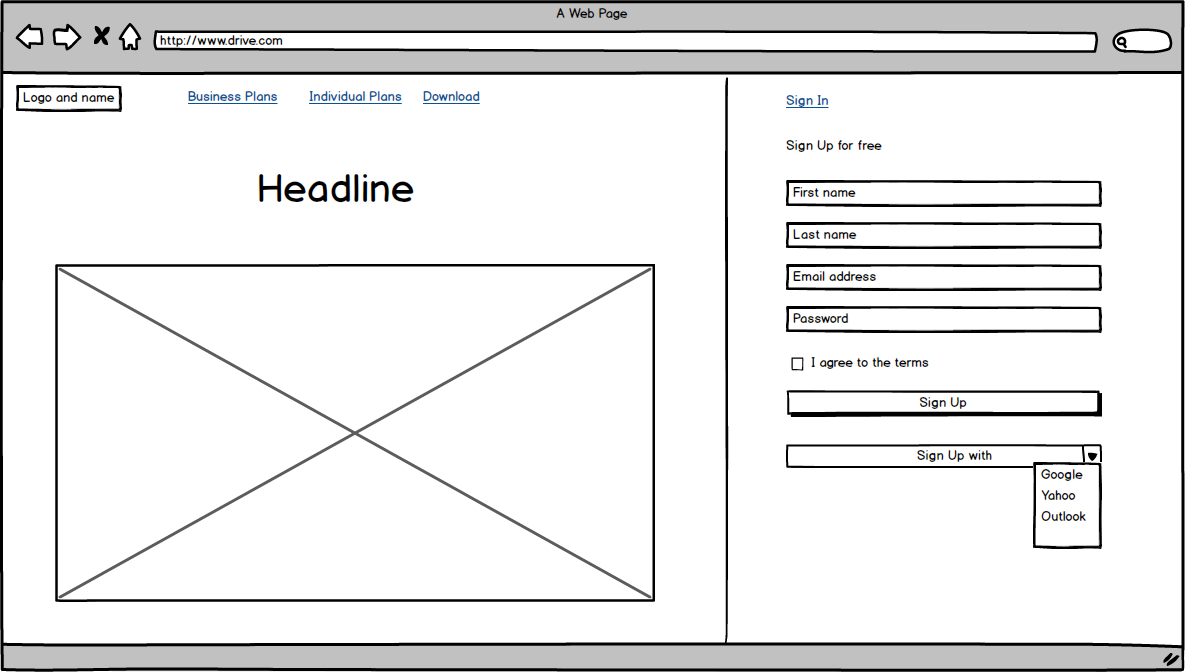 A Web Page
http://www.drive.com
Logo and name
Business Plans
Individual Plans
Download
Headline
Sign In
Sign Up for free
First name
Last name
Email address
Password
I agree to the terms
Sign Up
Sign Up with
Google
Yahoo
Outlook